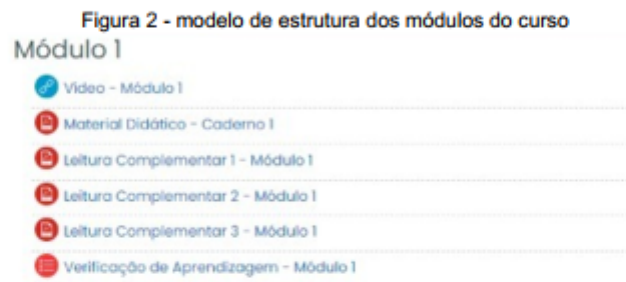 Figura 2 - modelo de estrutura dos módulos do curso
Módulo 1
Vídeo - Módulo 1
Material Didático - Caderno 1
Leitura Complementar 1 - Módulo 1
Leitura Complementar 2 - Módulo 1
Leitura Complementar 3 - Módulo 1
Verificação de Aprendizagem - Módulo 1